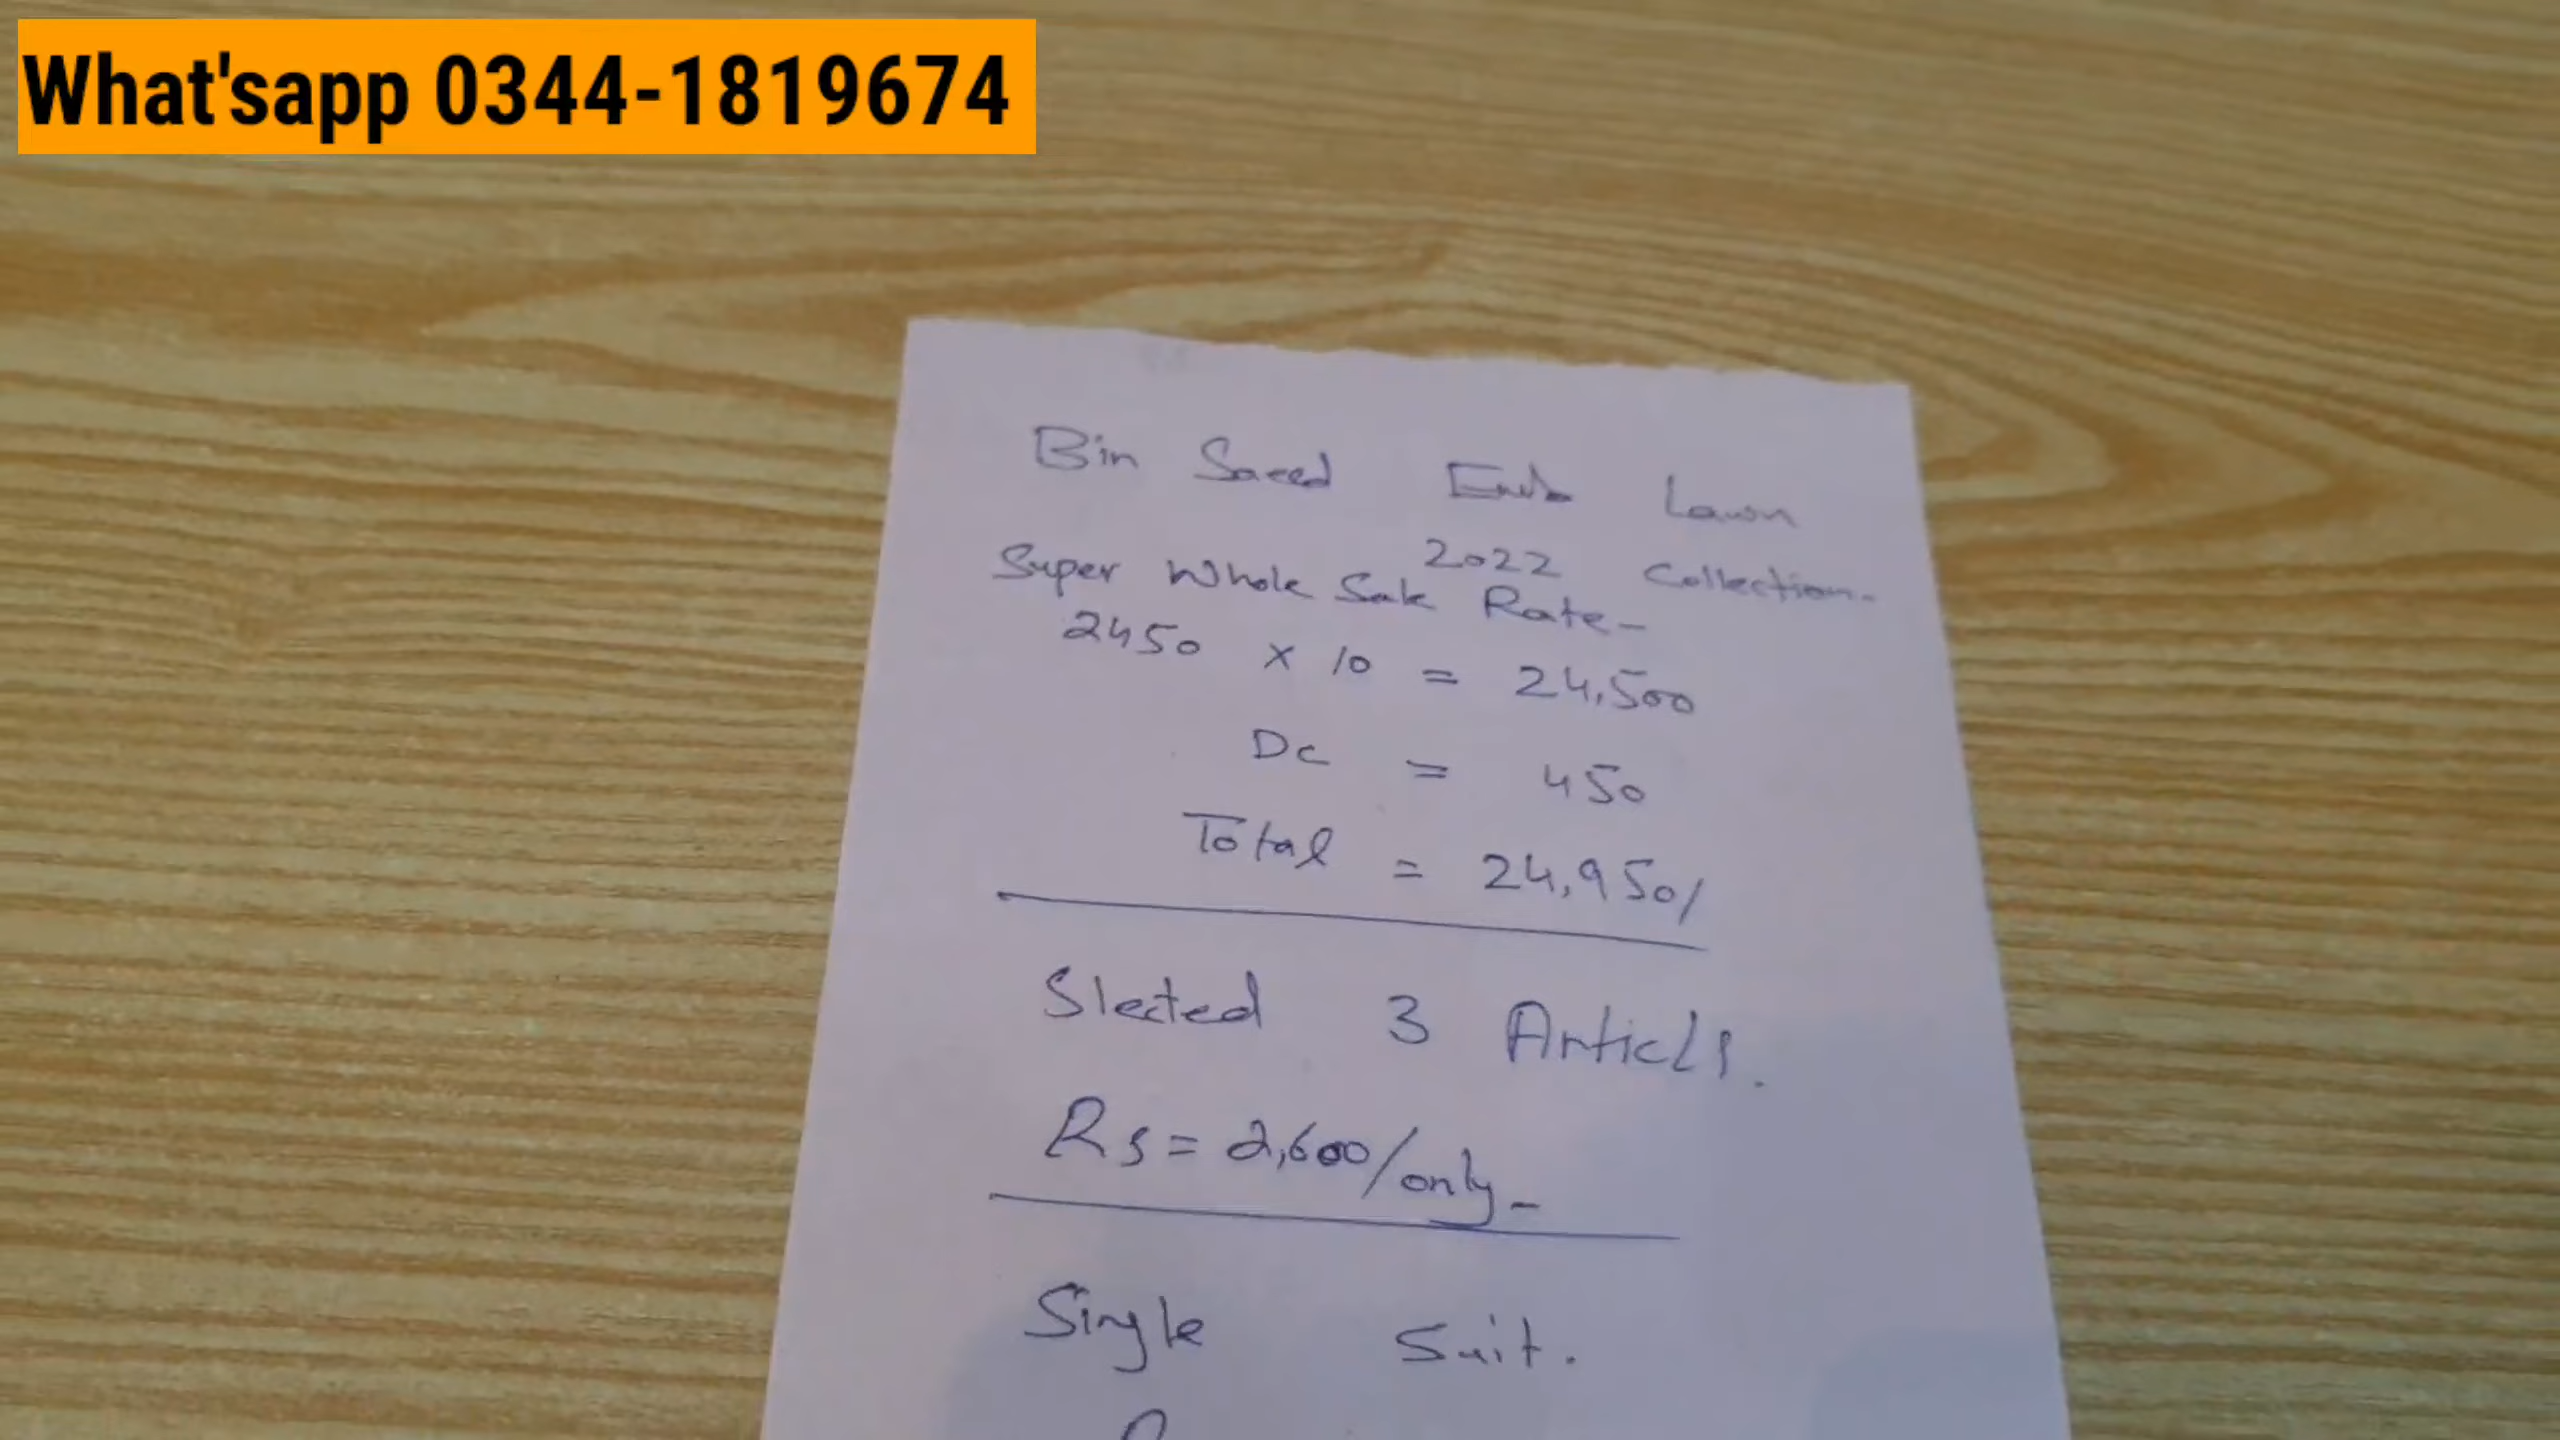 What'sapp 0344-1819674
Bin Saeed Emb Lawn
2022 Collection.
Super Whole Sale Rate-
2450 x 10 = 24,500
Dc = 450
Total = 24,950/
Slected 3 Articls.
Rs = 2,600/only-
Single Suit.